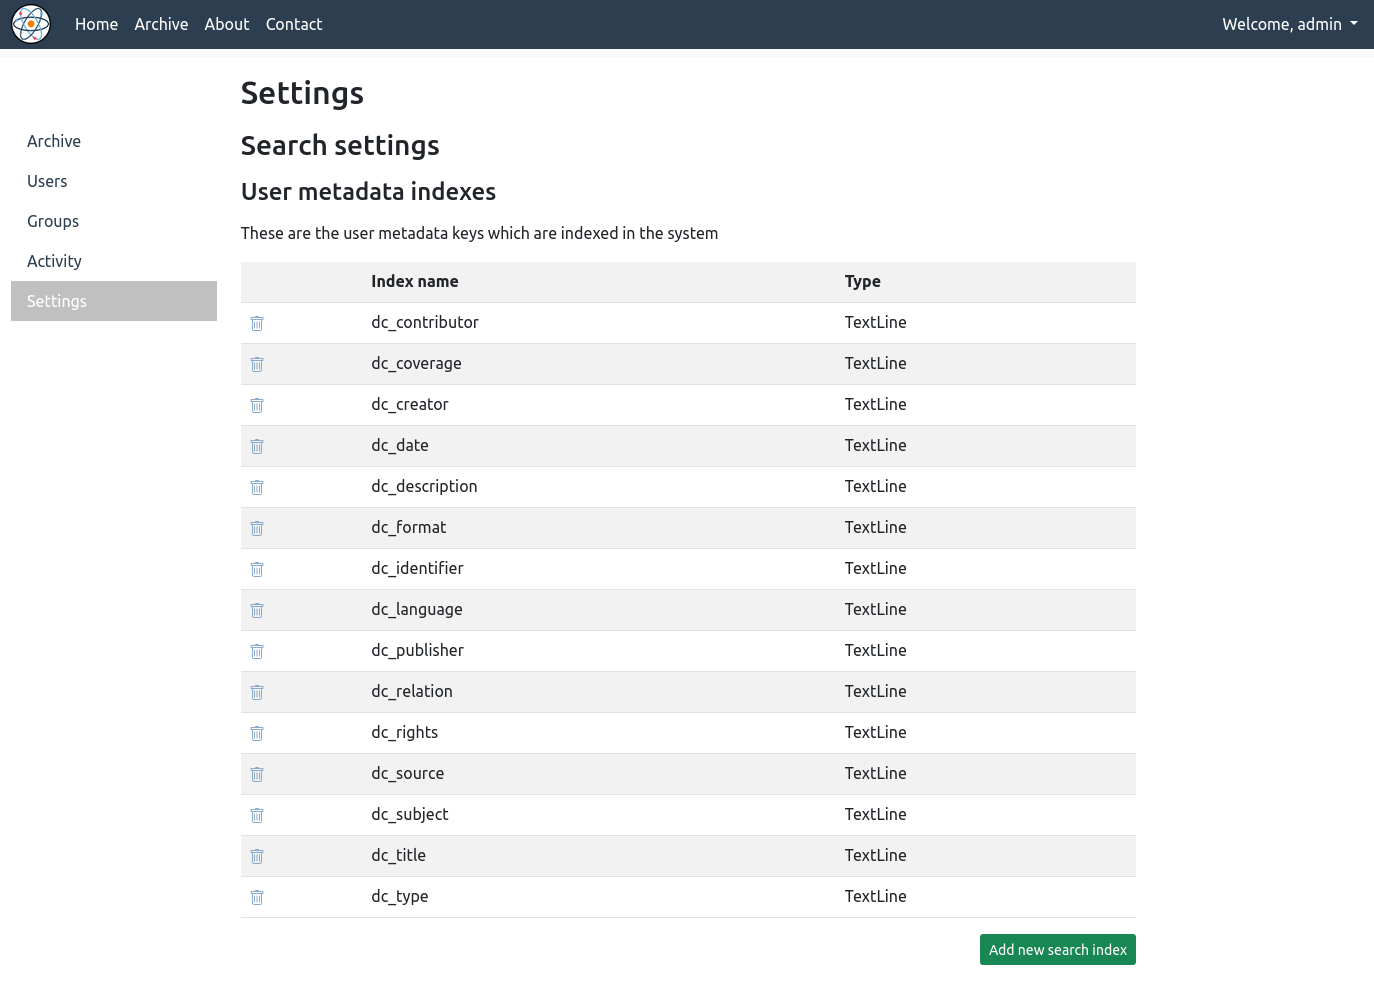 Home Archive About Contact Welcome, admin
Settings
Archive
Users
Groups
Activity
Settings
Search settings
User metadata indexes
These are the user metadata keys which are indexed in the system
Index name Type
dc_contributor TextLine
dc_coverage TextLine
dc_creator TextLine
dc_date TextLine
dc_description TextLine
dc_format TextLine
dc_identifier TextLine
dc_language TextLine
dc_publisher TextLine
dc_relation TextLine
dc_rights TextLine
dc_source TextLine
dc_subject TextLine
dc_title TextLine
dc_type TextLine
Add new search index